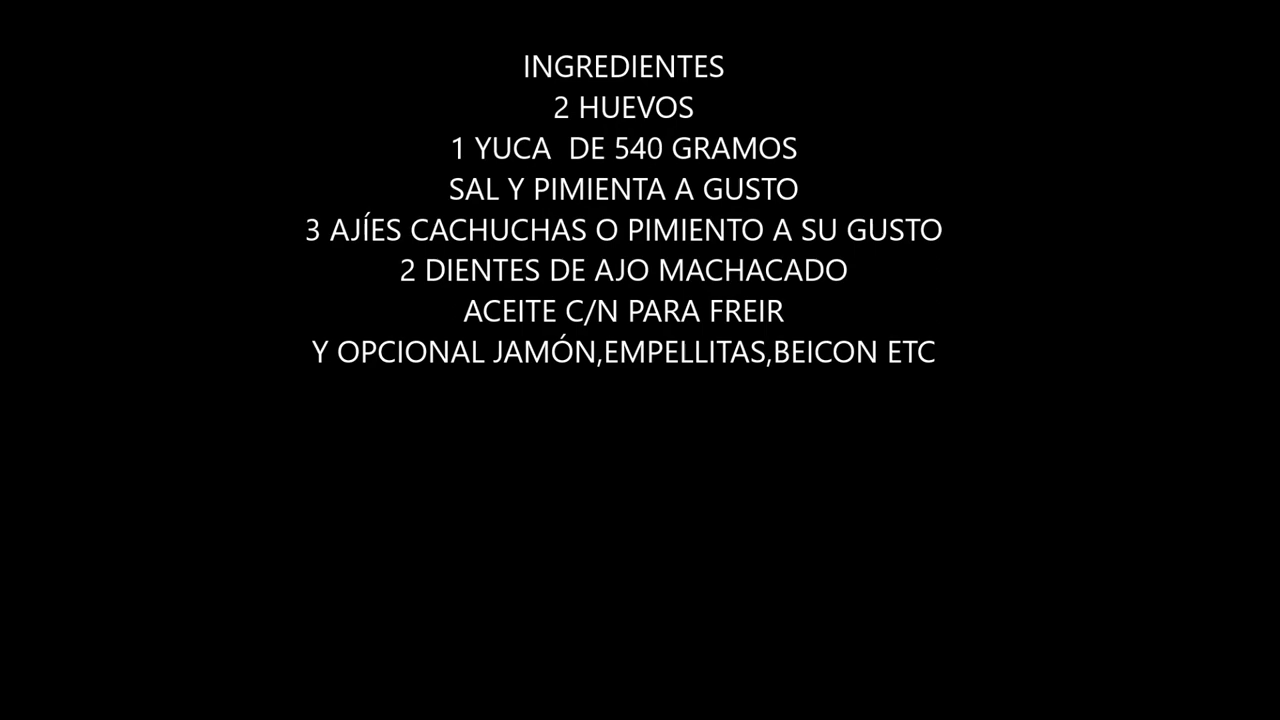 INGREDIENTES
2 HUEVOS
1 YUCA  DE 540 GRAMOS
SAL Y PIMIENTA A GUSTO
3 AJÍES CACHUCHAS O PIMIENTO A SU GUSTO
2 DIENTES DE AJO MACHACADO
ACEITE C/N PARA FREIR
Y OPCIONAL JAMÓN,EMPELLITAS,BEICON ETC